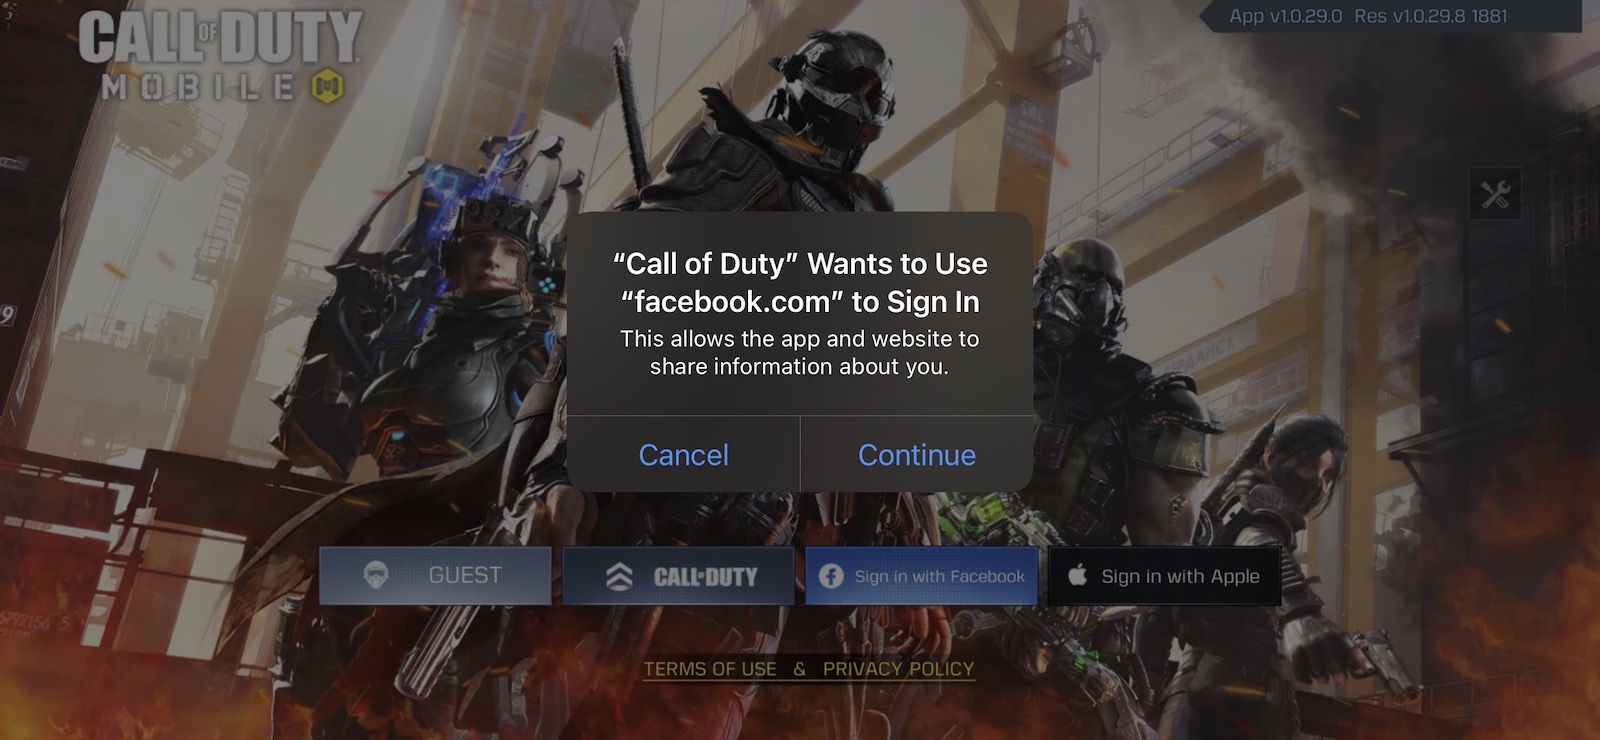 CALL OF DUTY
MOBILE
App v1.0.29.0 Res v1.0.29.8 1881
“Call of Duty” Wants to Use
“facebook.com” to Sign In
This allows the app and website to
share information about you.
Cancel Continue
GUEST CALL OF DUTY Sign in with Facebook Sign in with Apple
TERMS OF USE & PRIVACY POLICY